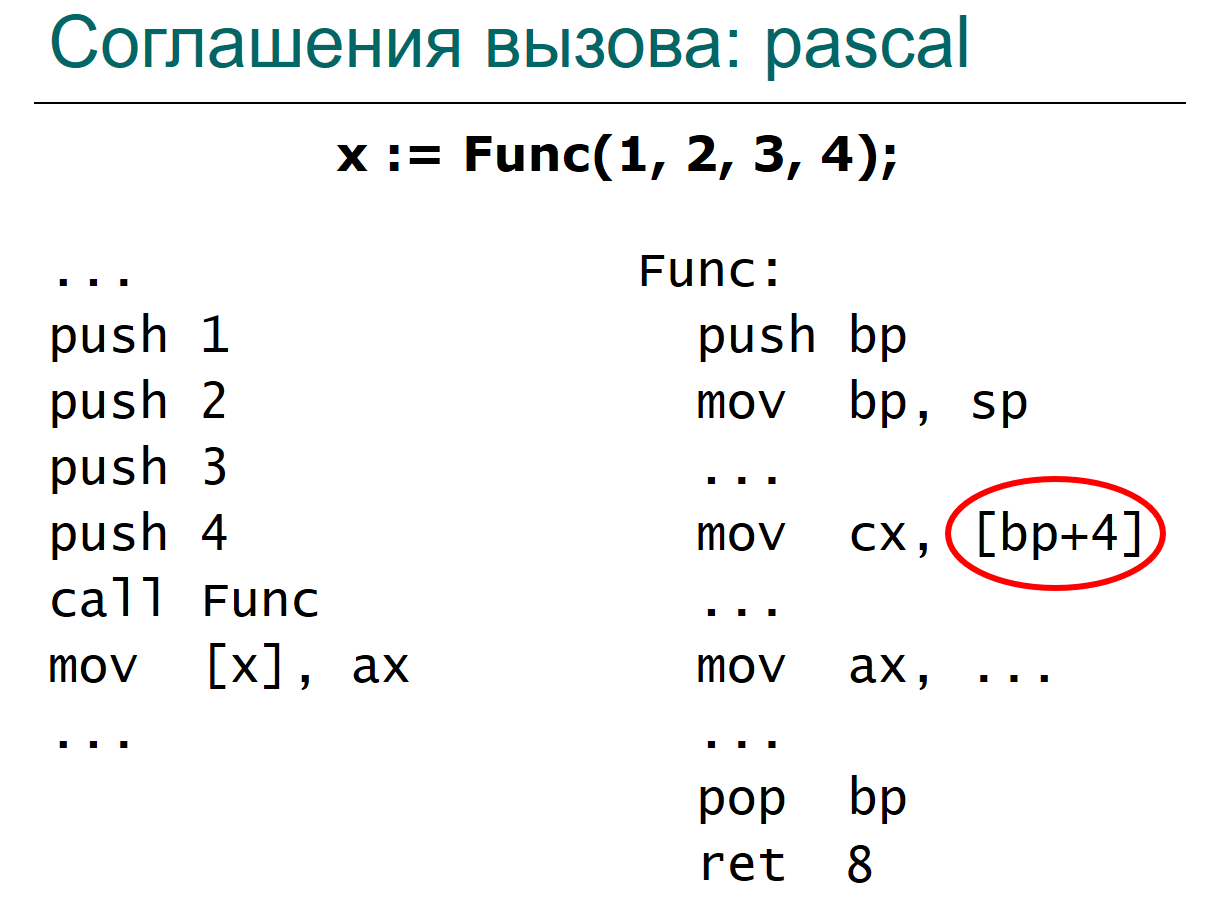 Соглашения вызова: pascal
x := Func(1, 2, 3, 4);
...
push 1
push 2
push 3
push 4
call Func
mov [x], ax
...
Func:
push bp
mov bp, sp
...
mov cx, [bp+4]
...
mov ax, ...
...
pop bp
ret 8